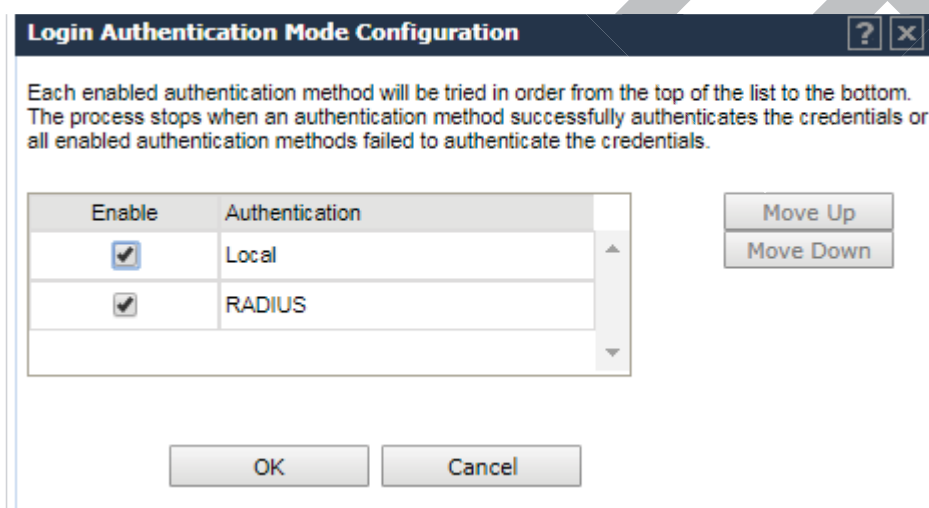 Login Authentication Mode Configuration ? x
Each enabled authentication method will be tried in order from the top of the list to the bottom.
The process stops when an authentication method successfully authenticates the credentials or
all enabled authentication methods failed to authenticate the credentials.
Enable Authentication
Local
RADIUS
Move Up
Move Down
OK Cancel